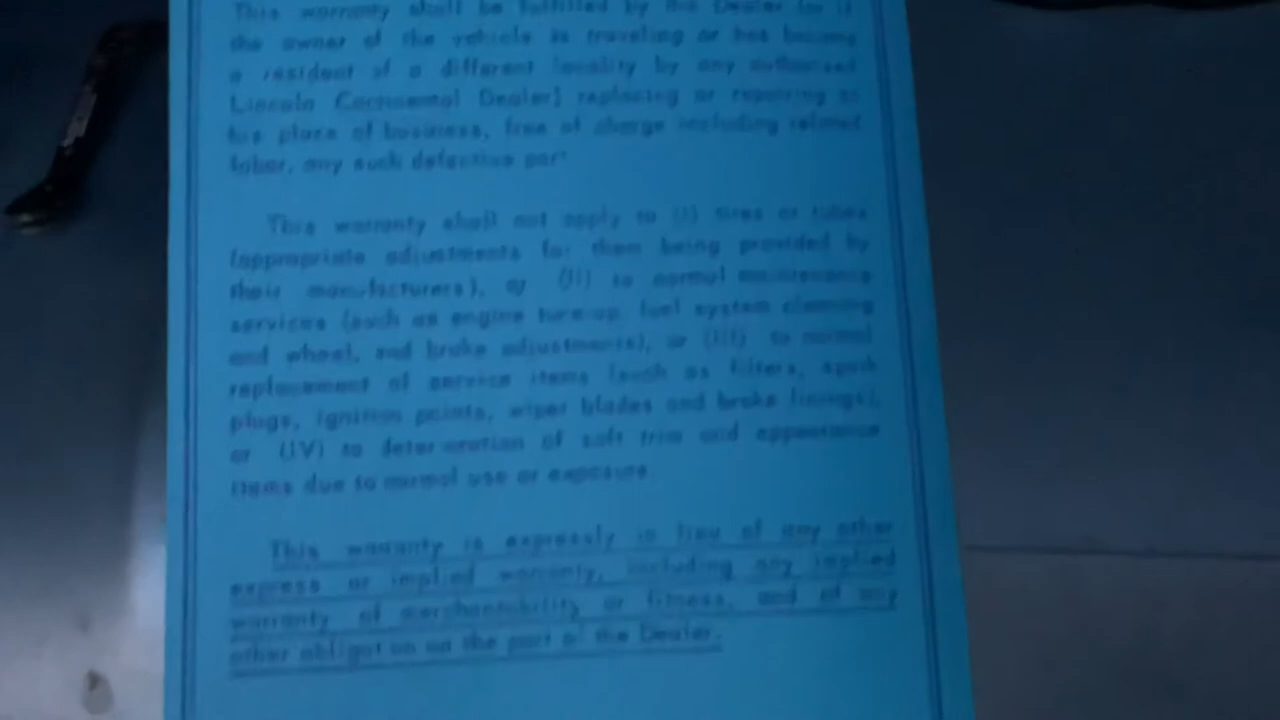 This warranty shall be fulfilled by the Dealer (or if
the owner of the vehicle is traveling or has become
a resident of a different locality by any authorized
Lincoln Continental Dealer) replacing or repairing at
his place of business, free of charge including related
labor, any such defective part
This warranty shall not apply to (I) tires or tubes
(appropriate adjustments for them being provided by
their manufacturers), or (II) to normal maintenance
services (such as engine tune-up, fuel system cleaning
and wheel, and brake adjustments), or (III) to normal
replacement of service items (such as filters, spark
plugs, ignition points, wiper blades and brake linings),
or (IV) to deterioration of soft trim and appearance
items due to normal use or exposure.
This warranty is expressly in lieu of any other
express or implied warranty, including any implied
warranty of merchantability or fitness, and of any
other obligation on the part of the Dealer.